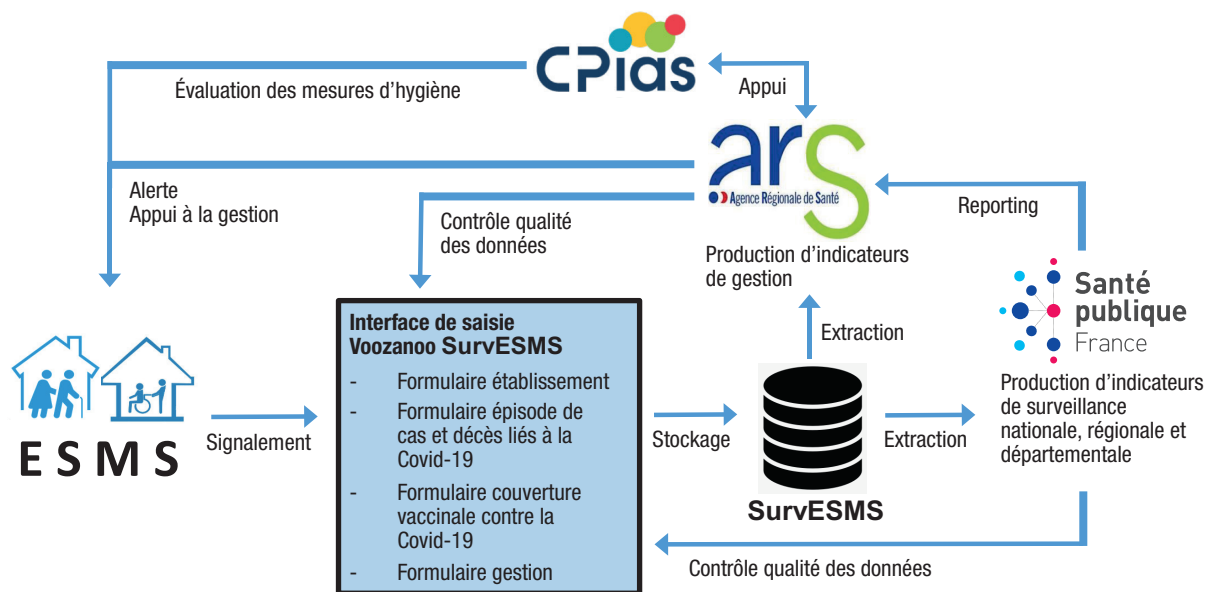 CPias
Évaluation des mesures d'hygiène
Appui
ars
Agence Régionale de Santé
Alerte
Appui à la gestion
Contrôle qualité
des données
Reporting
Production d'indicateurs
de gestion
Santé
publique
France
Interface de saisie
Voozanoo SurvESMS
- Formulaire établissement
- Formulaire épisode de
cas et décès liés à la
Covid-19
- Formulaire couverture
vaccinale contre la
Covid-19
- Formulaire gestion
Extraction
ESMS
Signalement
Stockage
SurvESMS
Extraction
Production d'indicateurs
de surveillance
nationale, régionale et
départementale
Contrôle qualité des données